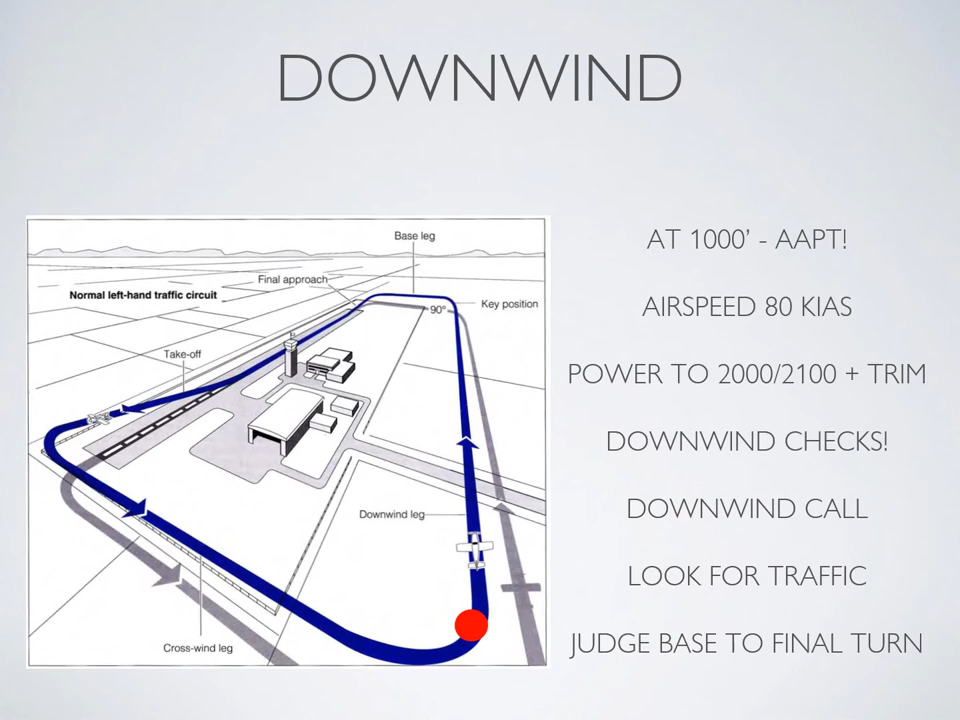 DOWNWIND
AT 1000’ - AAPT!
AIRSPEED 80 KIAS
POWER TO 2000/2100 + TRIM
DOWNWIND CHECKS!
DOWNWIND CALL
LOOK FOR TRAFFIC
JUDGE BASE TO FINAL TURN
Base leg
Final approach
Normal left-hand traffic circuit
Key position
90°
Take-off
Downwind leg
Cross-wind leg